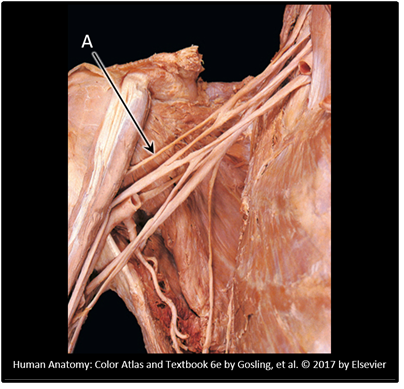 A
Human Anatomy: Color Atlas and Textbook 6e by Gosling, et al. © 2017 by Elsevier